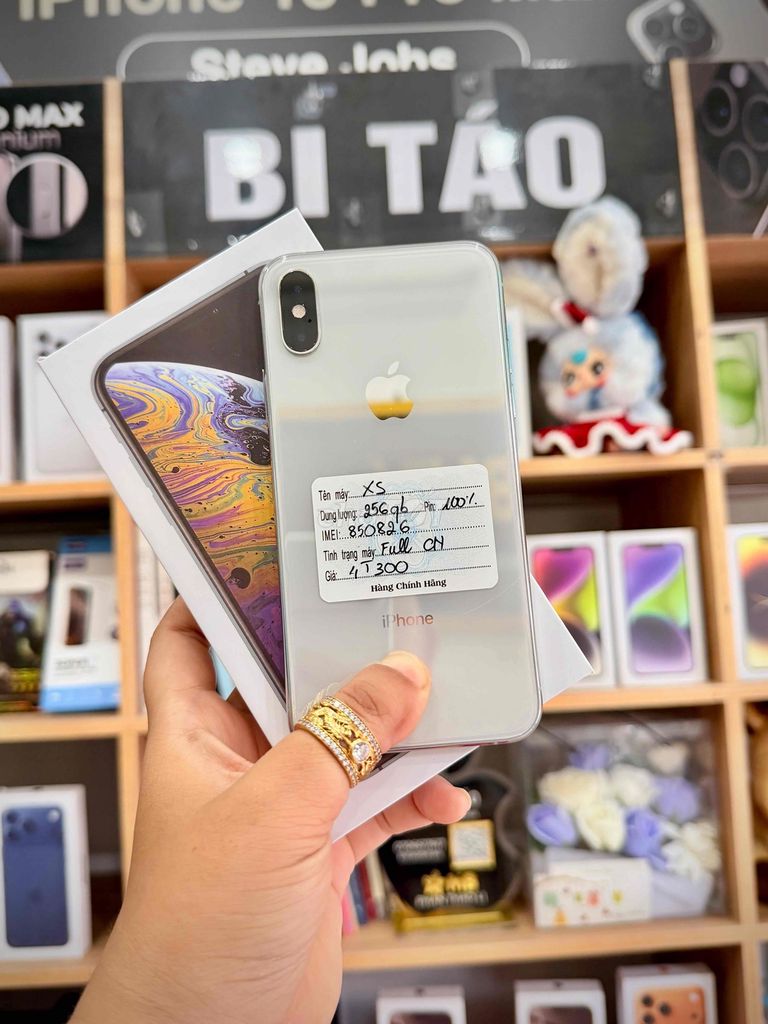 Steve Jobs
O MAX
BI TÁO
Tên máy: XS
Dung lượng: 256gb Pin: 100%
IMEI: 850826
Tình trạng máy: Full CN
Giá: 4T300
Hàng Chính Hãng
iPhone